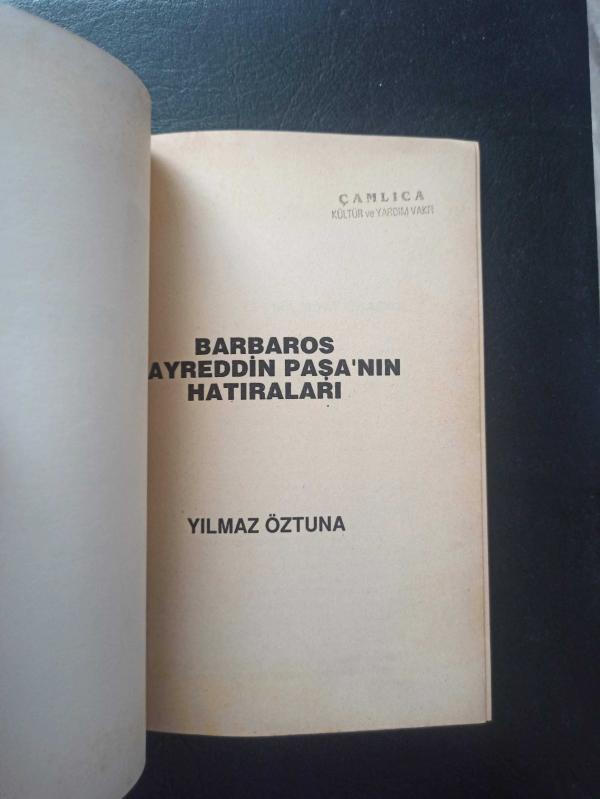 ÇAMLICA
KÜLTÜR ve YARDIM VAKFI
BARBAROS
AYREDDİN PAŞA'NIN
HATIRALARI
YILMAZ ÖZTUNA